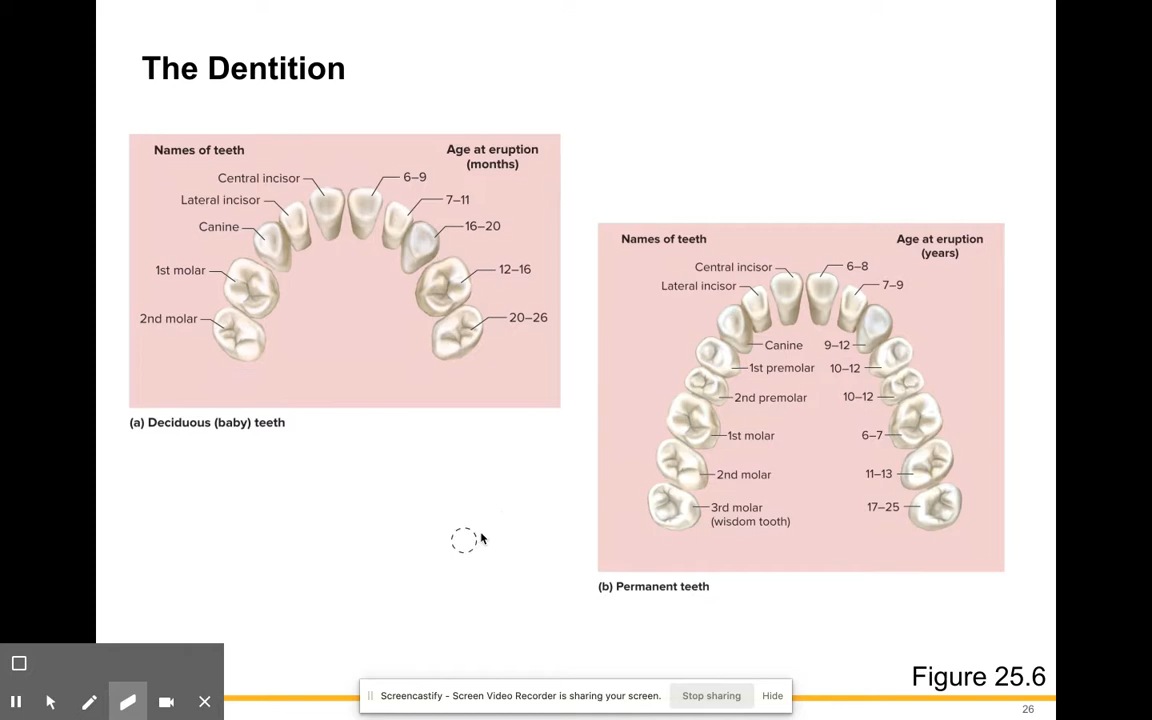 The Dentition
Names of teeth
Age at eruption
(months)
Central incisor
6–9
Lateral incisor
7–11
Canine
16–20
1st molar
12–16
2nd molar
20–26
(a) Deciduous (baby) teeth
Names of teeth
Age at eruption
(years)
Central incisor
6–8
Lateral incisor
7–9
Canine
9–12
1st premolar
10–12
2nd premolar
10–12
1st molar
6–7
2nd molar
11–13
3rd molar
(wisdom tooth)
17–25
(b) Permanent teeth
Figure 25.6
Screencastify - Screen Video Recorder is sharing your screen.
Stop sharing
Hide
26